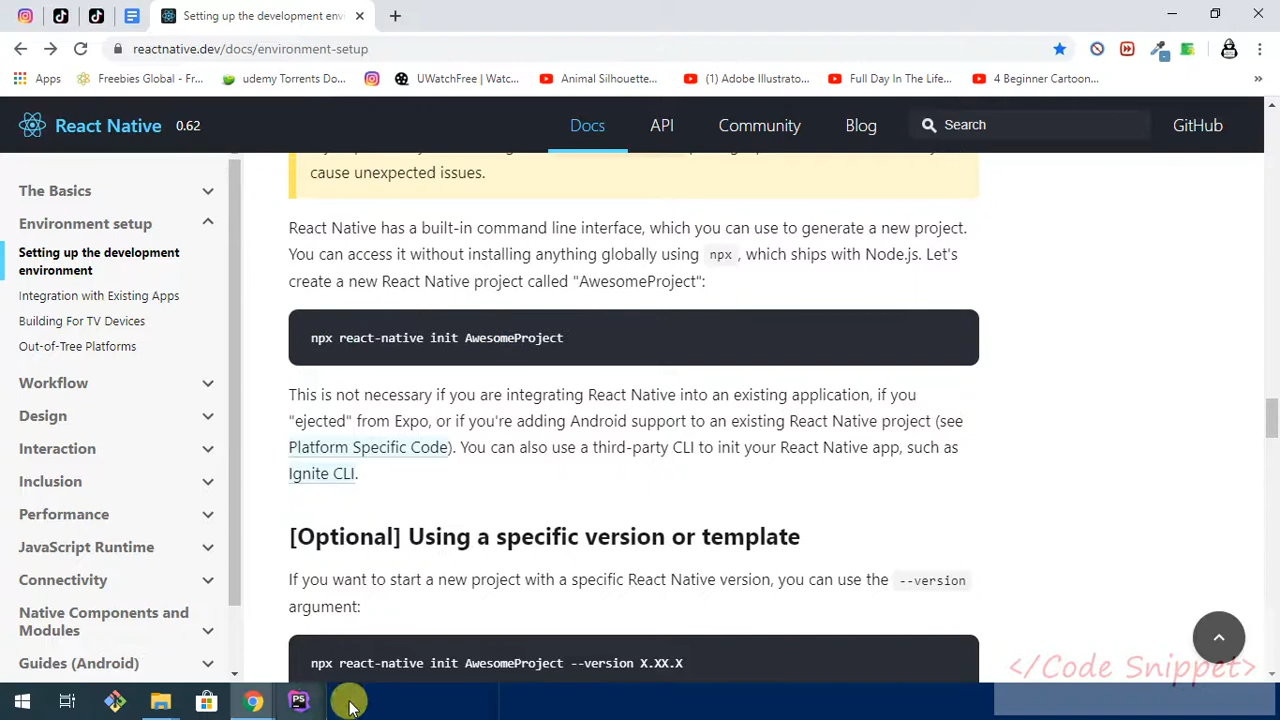 Setting up the development envi
reactnative.dev/docs/environment-setup
Apps
Freebies Global - Fr...
udemy Torrents Do...
UWatchFree | Watc...
Animal Silhouette...
(1) Adobe Illustrato...
Full Day In The Life...
4 Beginner Cartoon...
»
React Native 0.62
Docs
API
Community
Blog
Search
GitHub
The Basics
Environment setup
Setting up the development
environment
Integration with Existing Apps
Building For TV Devices
Out-of-Tree Platforms
Workflow
Design
Interaction
Inclusion
Performance
JavaScript Runtime
Connectivity
Native Components and
Modules
Guides (Android)
cause unexpected issues.
React Native has a built-in command line interface, which you can use to generate a new project.
You can access it without installing anything globally using npx , which ships with Node.js. Let's
create a new React Native project called "AwesomeProject":
npx react-native init AwesomeProject
This is not necessary if you are integrating React Native into an existing application, if you
"ejected" from Expo, or if you're adding Android support to an existing React Native project (see
Platform Specific Code). You can also use a third-party CLI to init your React Native app, such as
Ignite CLI.
[Optional] Using a specific version or template
If you want to start a new project with a specific React Native version, you can use the --version
argument:
npx react-native init AwesomeProject --version X.XX.X
</Code Snippet>
PS